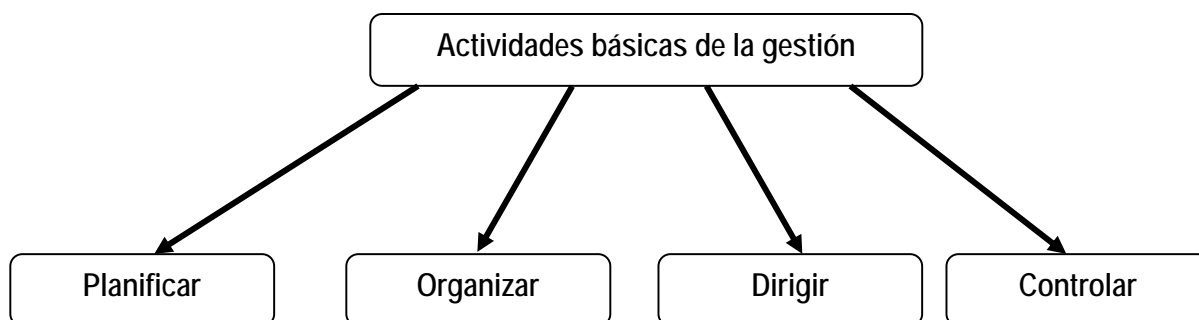 Actividades básicas de la gestión
Planificar
Organizar
Dirigir
Controlar